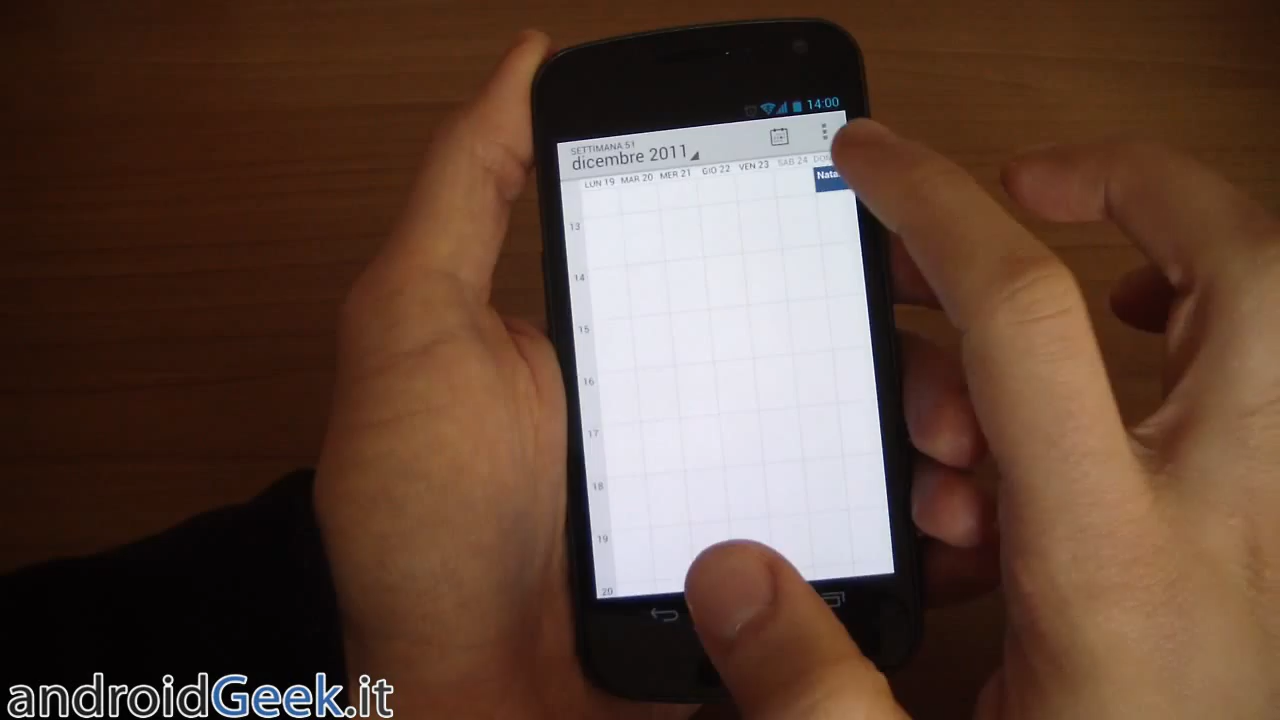 14:00
SETTIMANA 51
dicembre 2011
LUN 19 MAR 20 MER 21 GIO 22 VEN 23 SAB 24
13
14
15
16
17
18
19
20
androidGeek.it